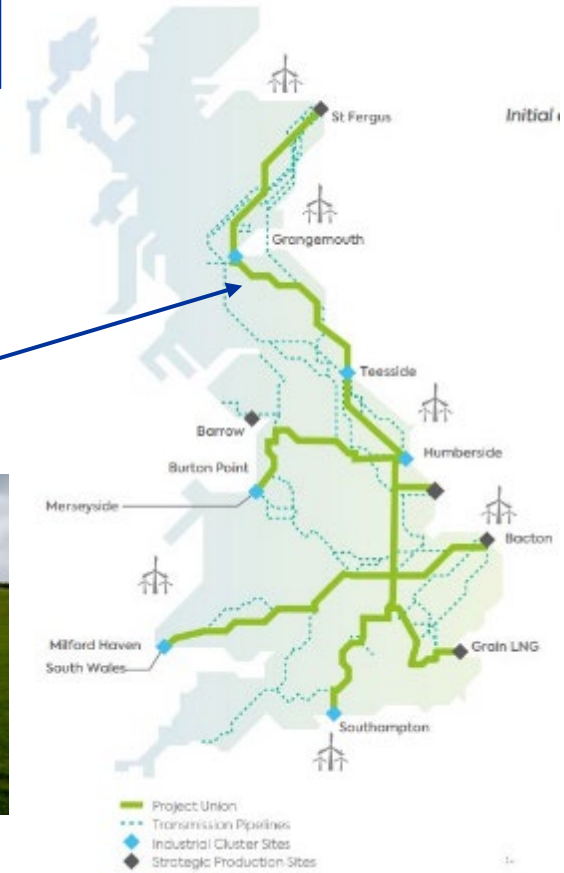 St Fergus
Initial
Grangemouth
Teesside
Barrow
Humberside
Burton Point
Merseyside
Bacton
Milford Haven
South Wales
Grain LNG
Southampton
Project Union
Transmission Pipelines
Industrial Cluster Sites
Strategic Production Sites